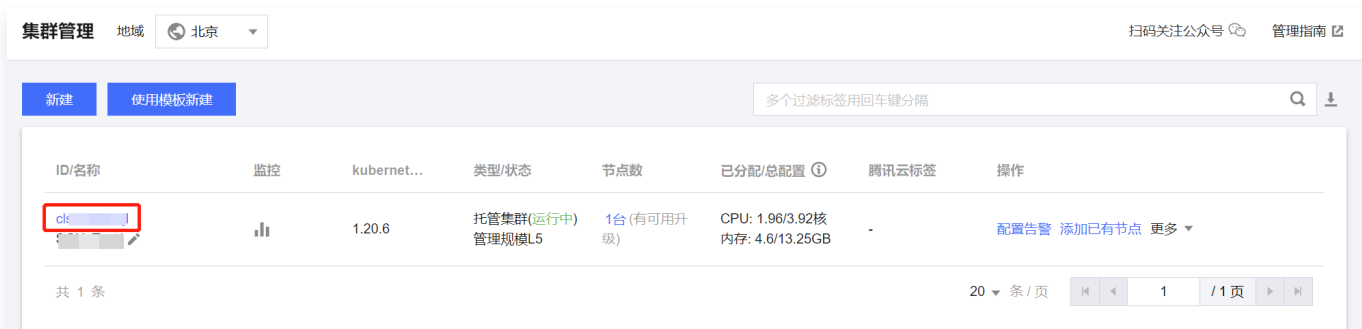 集群管理 地域 北京 扫码关注公众号 管理指南
新建 使用模板新建 多个过滤标签用回车键分隔
ID/名称 监控 kubernet... 类型/状态 节点数 已分配/总配置 腾讯云标签 操作
托管集群(运行中) 1台 (有可用升 CPU: 1.96/3.92核
1.20.6 - 配置告警 添加已有节点 更多
管理规模L5 级) 内存: 4.6/13.25GB
共 1 条 20 条 / 页 1 / 1 页